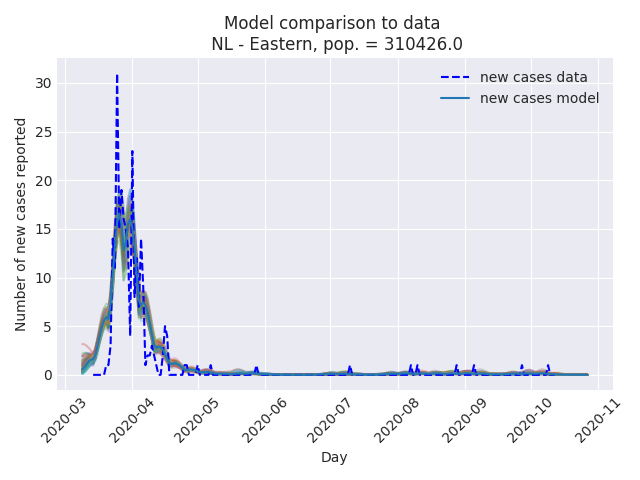 Model comparison to data
NL - Eastern, pop. = 310426.0
new cases data
new cases model
Number of new cases reported
30
25
20
15
10
5
0
2020-03
2020-04
2020-05
2020-06
2020-07
2020-08
2020-09
2020-10
2020-11
Day